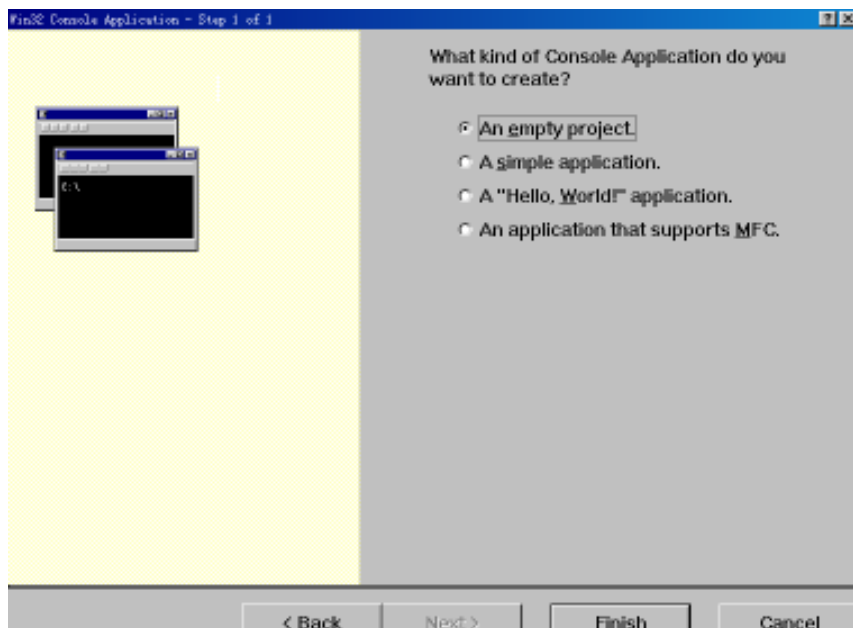 Win32 Console Application - Step 1 of 1
What kind of Console Application do you
want to create?
An empty project.
A simple application.
A "Hello, World!" application.
An application that supports MFC.
C:\
< Back
Next >
Finish
Cancel